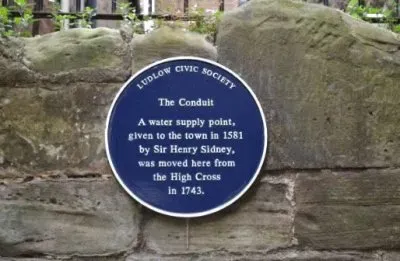 LUDLOW CIVIC SOCIETY
The Conduit
A water supply point,
given to the town in 1581
by Sir Henry Sidney,
was moved here from
the High Cross
in 1743.